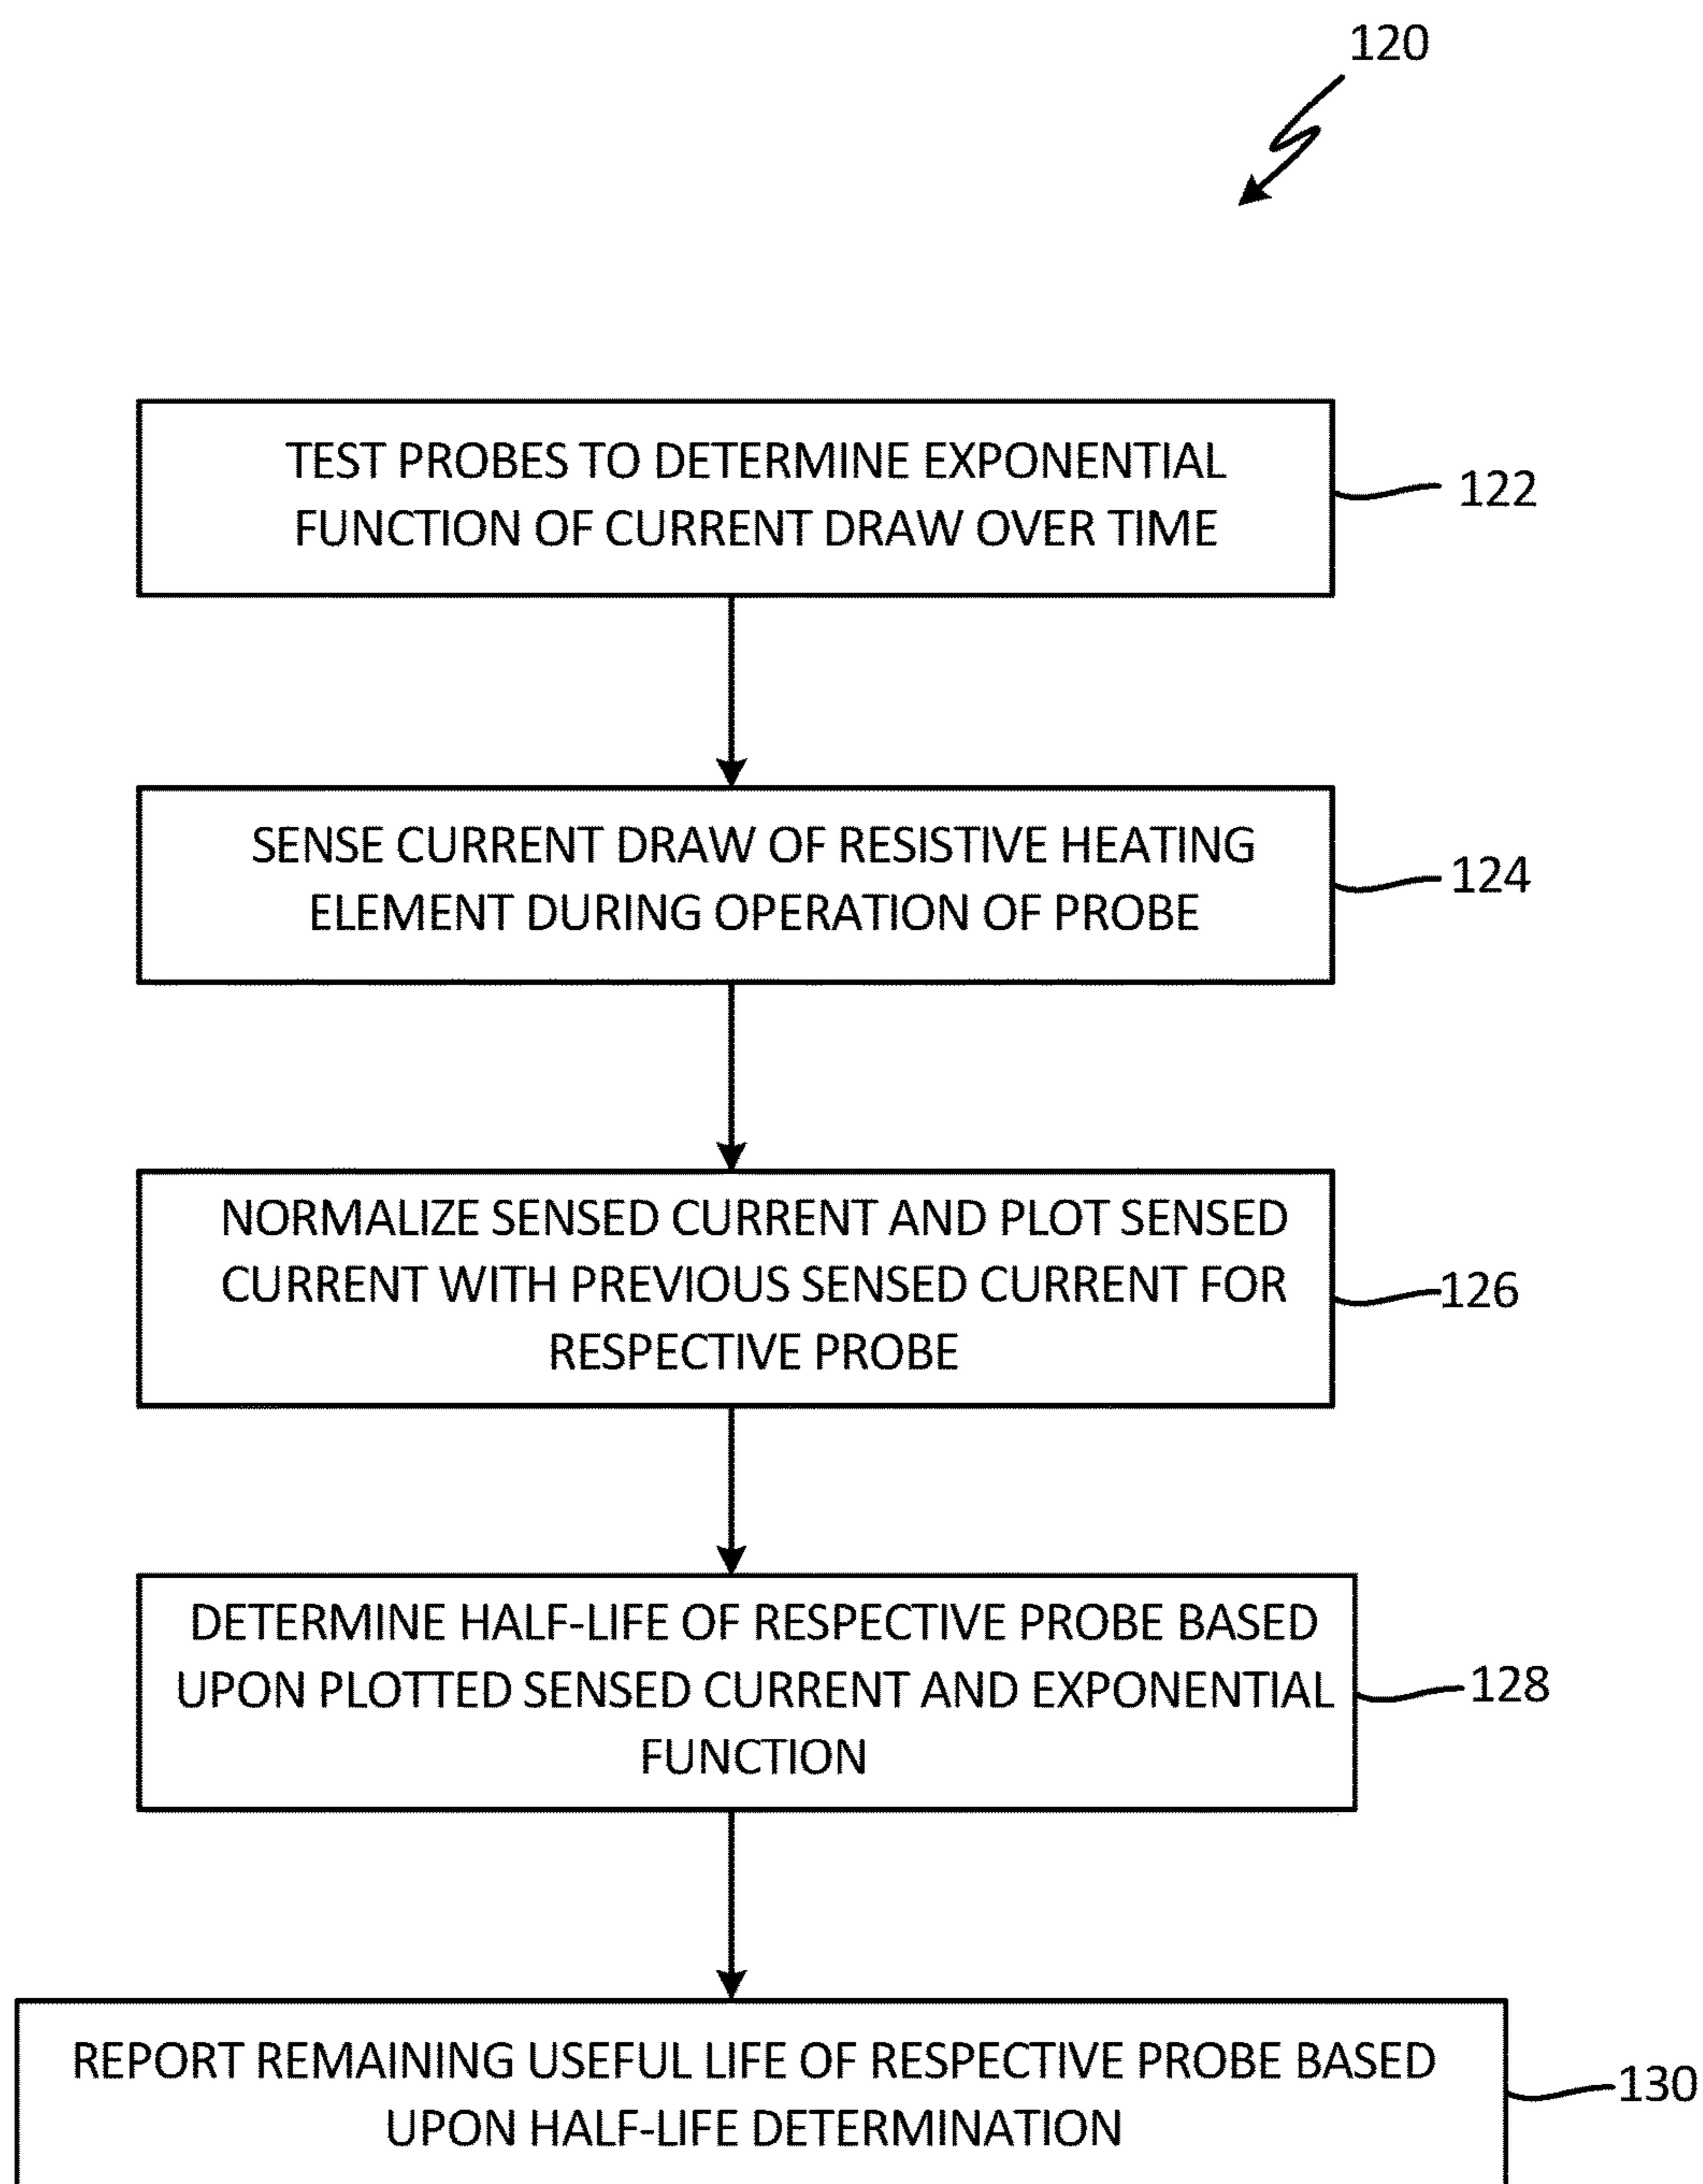 120
TEST PROBES TO DETERMINE EXPONENTIAL
FUNCTION OF CURRENT DRAW OVER TIME
122
SENSE CURRENT DRAW OF RESISTIVE HEATING
ELEMENT DURING OPERATION OF PROBE
124
NORMALIZE SENSED CURRENT AND PLOT SENSED
CURRENT WITH PREVIOUS SENSED CURRENT FOR
RESPECTIVE PROBE
126
DETERMINE HALF-LIFE OF RESPECTIVE PROBE BASED
UPON PLOTTED SENSED CURRENT AND EXPONENTIAL
FUNCTION
128
REPORT REMAINING USEFUL LIFE OF RESPECTIVE PROBE BASED
UPON HALF-LIFE DETERMINATION
130